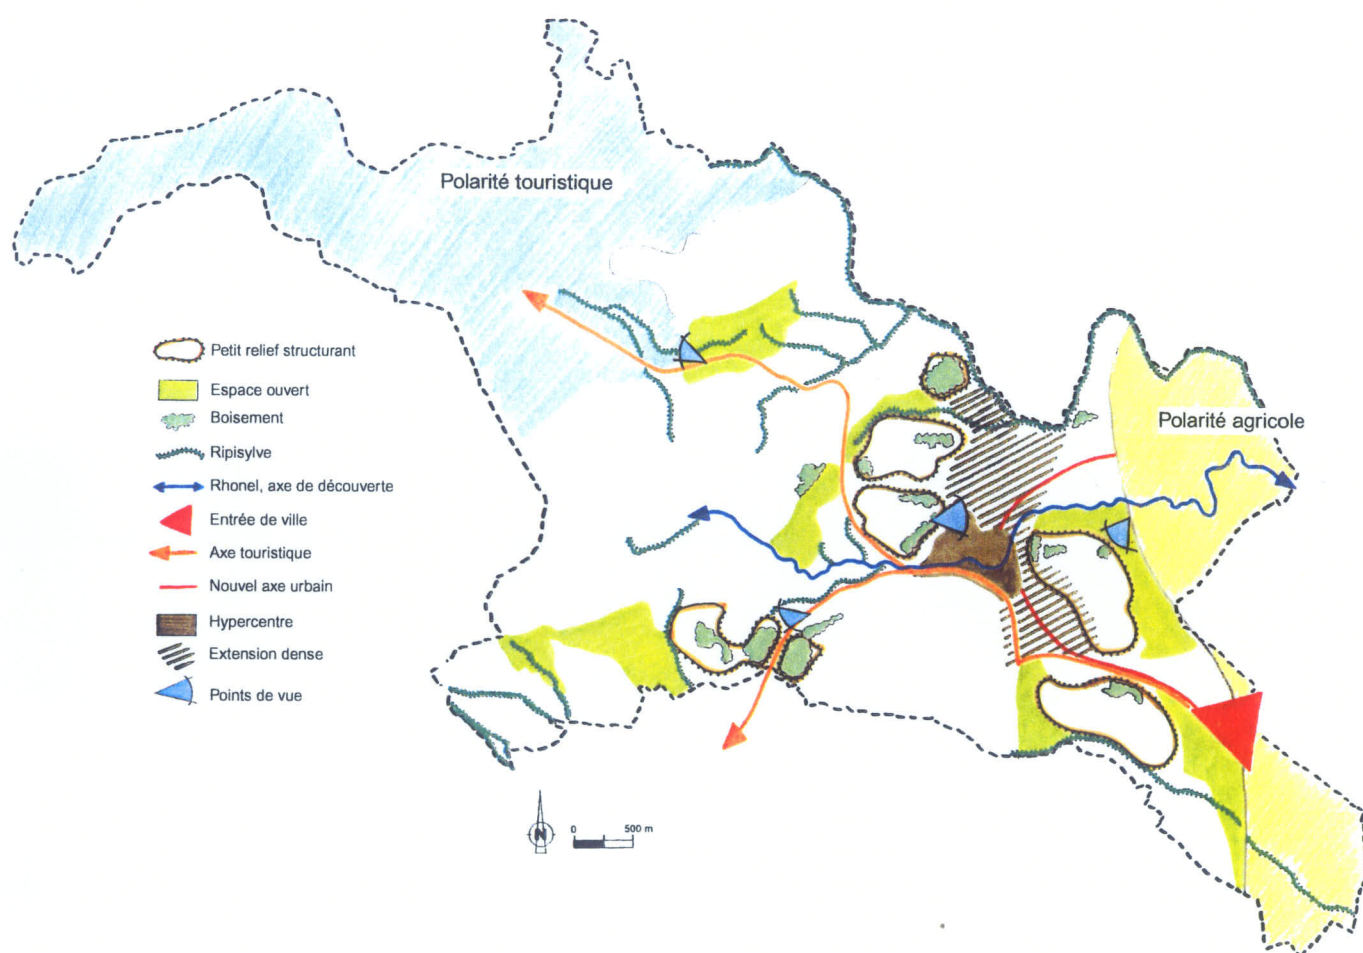 Polarité touristique
Polarité agricole
Petit relief structurant
Espace ouvert
Boisement
Ripisylve
Rhonel, axe de découverte
Entrée de ville
Axe touristique
Nouvel axe urbain
Hypercentre
Extension dense
Points de vue
N
0 500 m